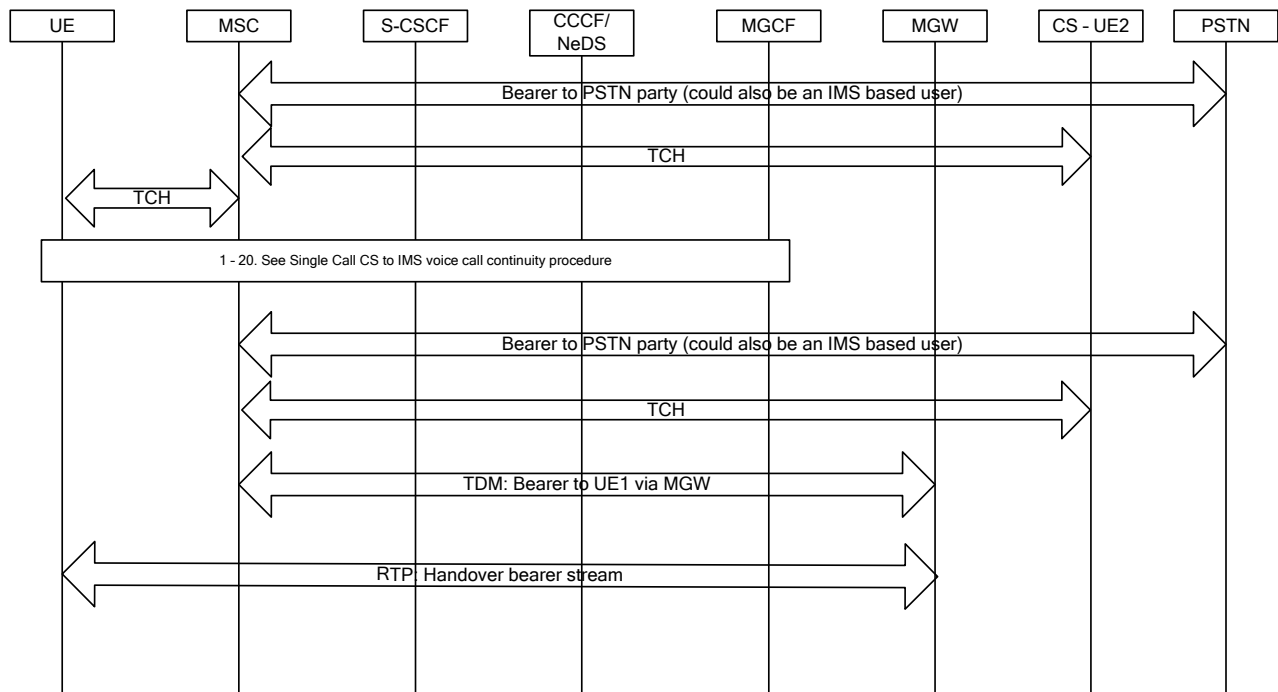 UE
MSC
S-CSCF
CCCF/
NeDS
MGCF
MGW
CS - UE2
PSTN
Bearer to PSTN party (could also be an IMS based user)
TCH
TCH
1 - 20. See Single Call CS to IMS voice call continuity procedure
Bearer to PSTN party (could also be an IMS based user)
TCH
TDM: Bearer to UE1 via MGW
RTP: Handover bearer stream